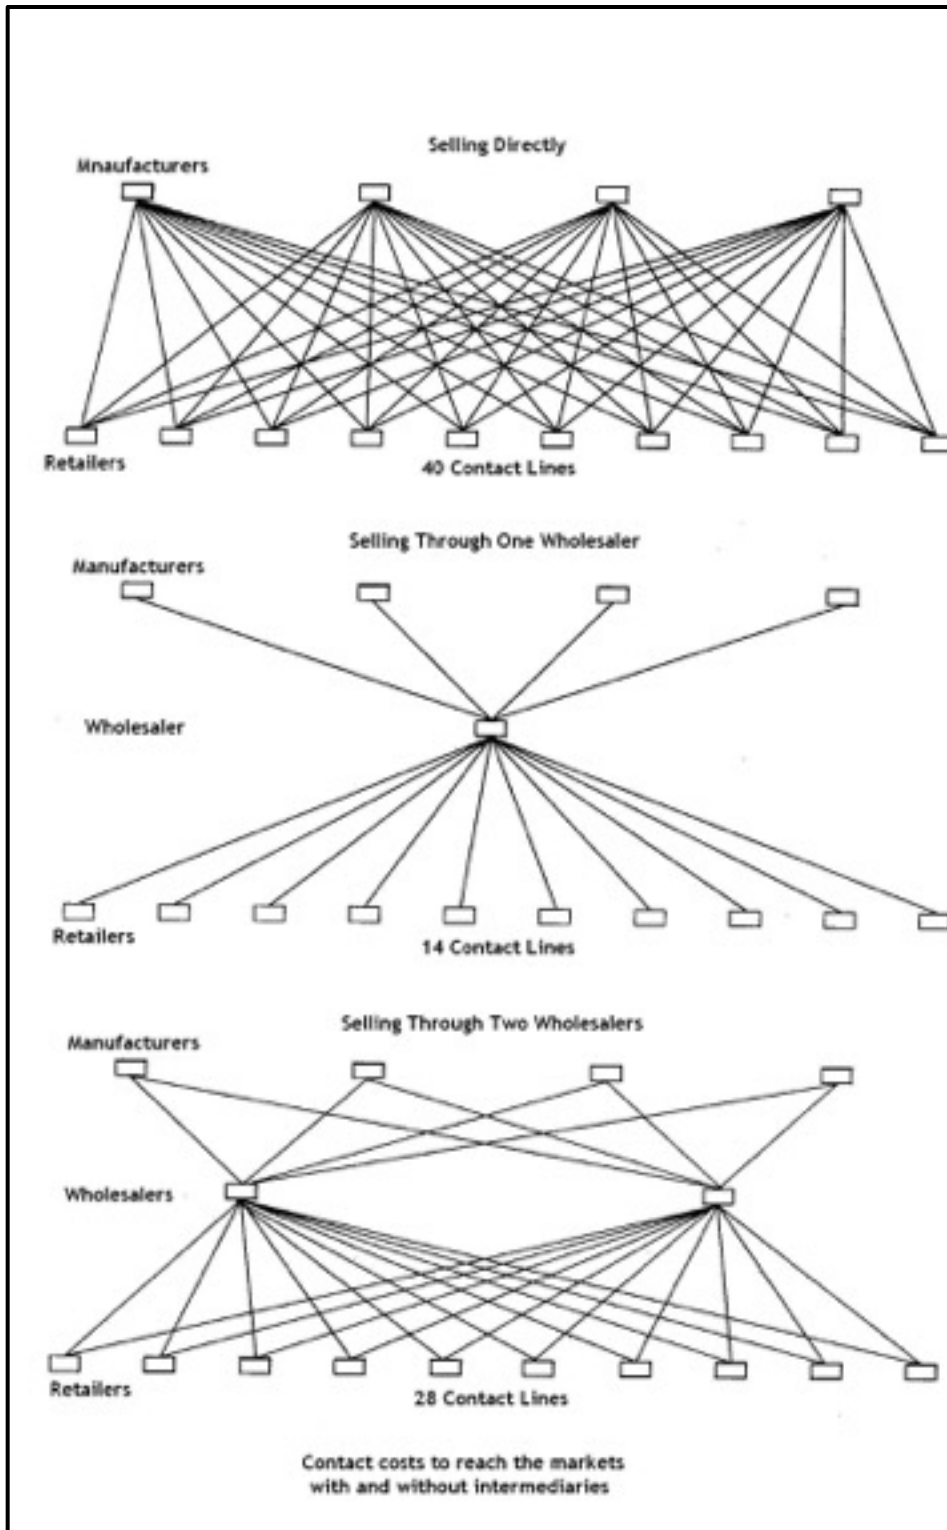 Selling Directly
Mnaufacturers
Retailers
40 Contact Lines
Selling Through One Wholesaler
Manufacturers
Wholesaler
Retailers
14 Contact Lines
Selling Through Two Wholesalers
Manufacturers
Wholesalers
Retailers
28 Contact Lines
Contact costs to reach the markets
with and without intermediaries